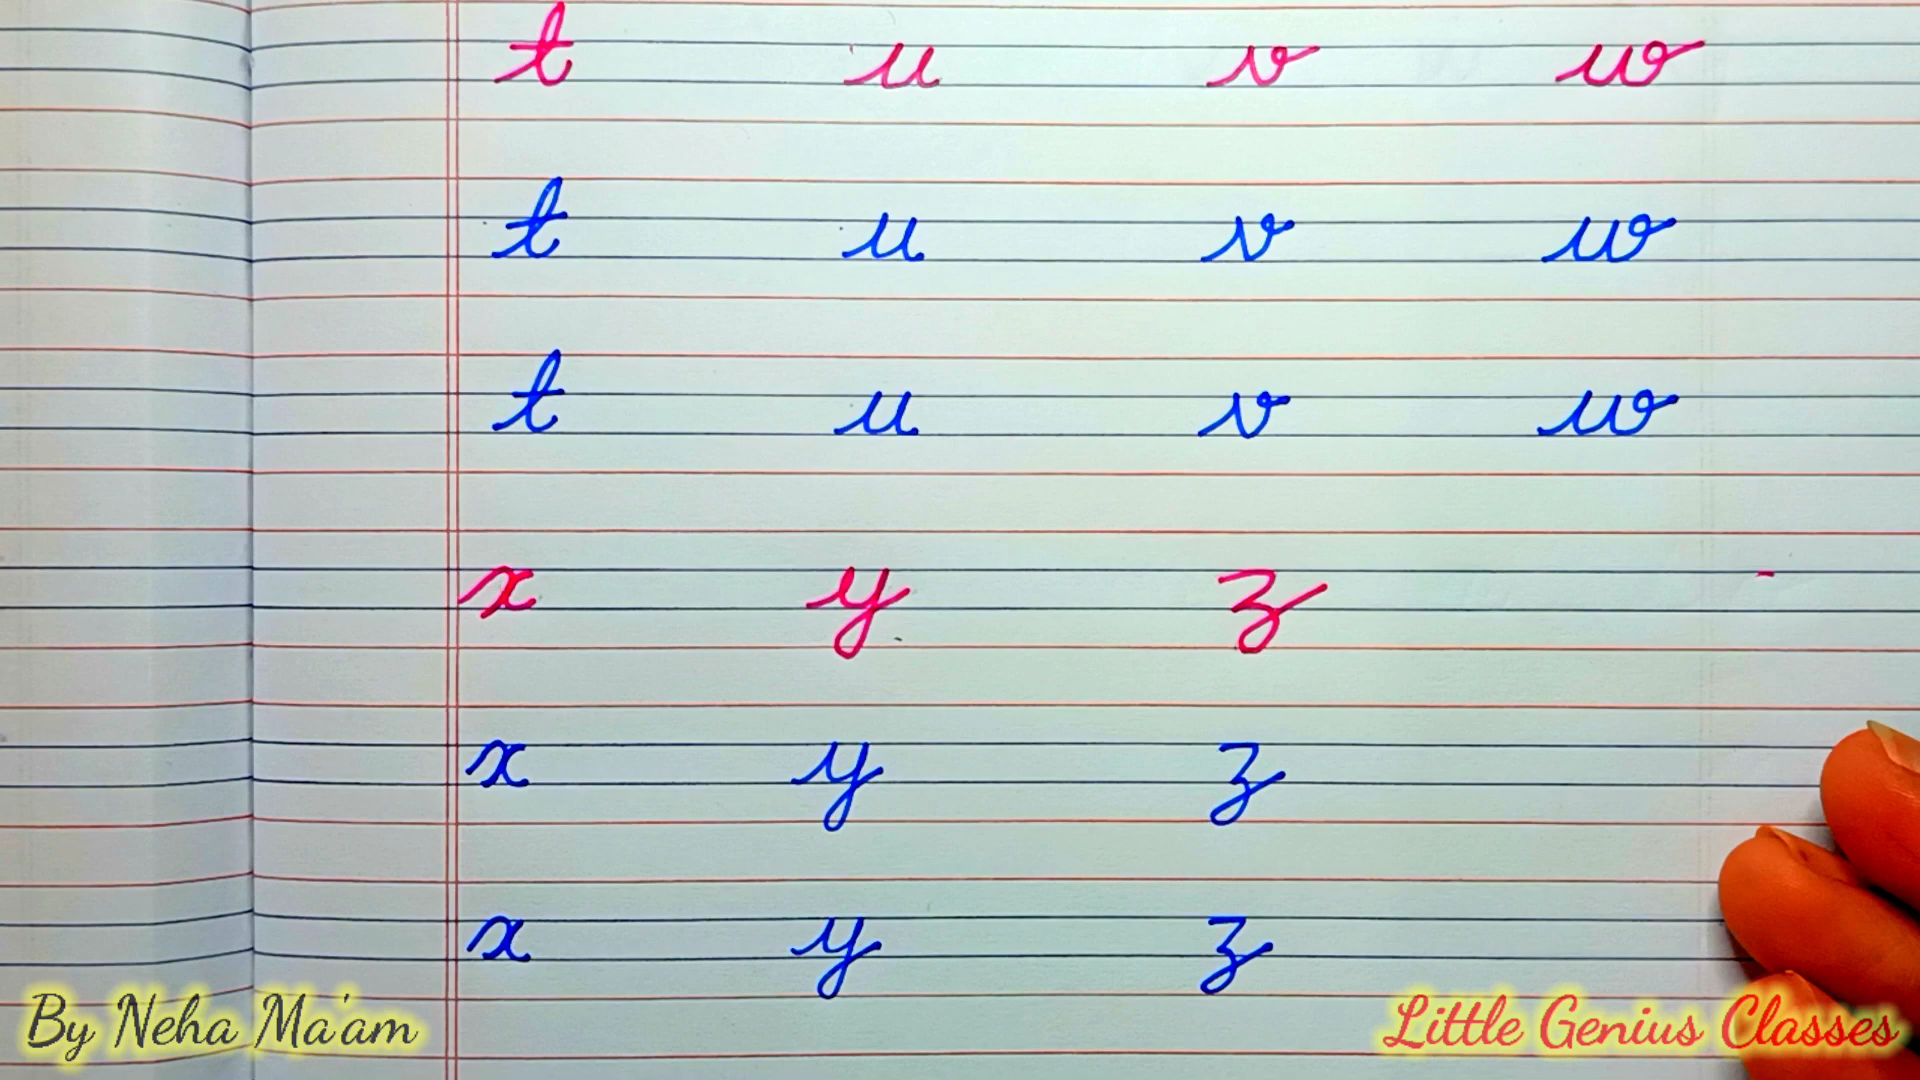 t u v w
t u v w
t u v w
x y z
x y z
x y z
By Neha Ma'am
Little Genius Classes